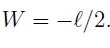 W = −ℓ/2.